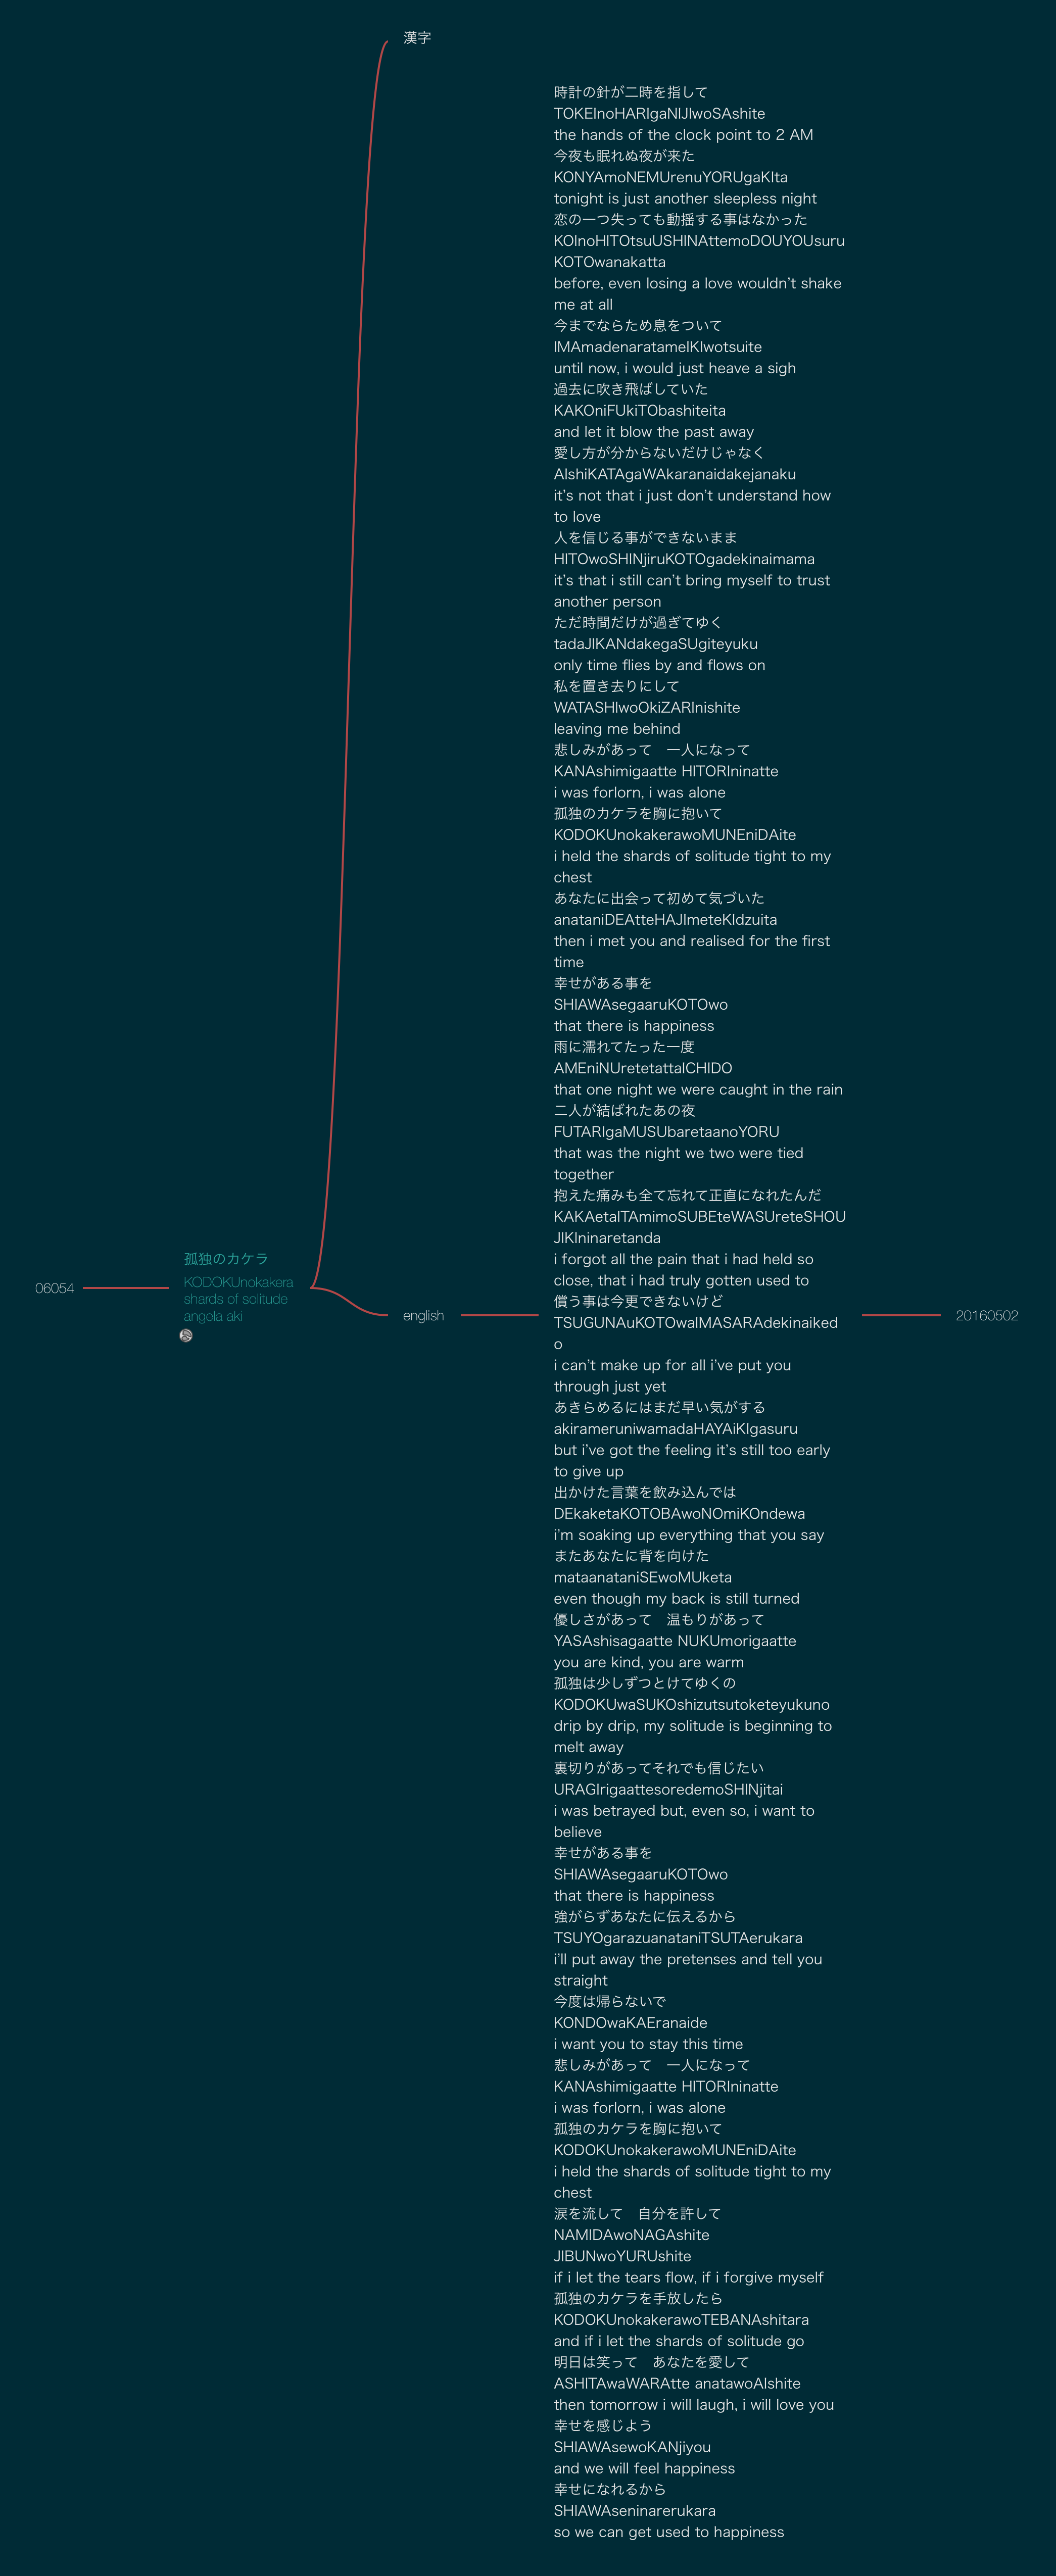 漢字
時計の針が二時を指して
TOKEInoHARIgaNIJIwoSAshite
the hands of the clock point to 2 AM
今夜も眠れぬ夜が来た
KONYAmoNEMUrenuYORUgaKIta
tonight is just another sleepless night
恋の一つ失っても動揺する事はなかった
KOInoHITOtsuUSHINAttemoDOUYOUsuru
KOTOwanakatta
before, even losing a love wouldn't shake
me at all
今までならため息をついて
IMAmadenaratameIKIwotsuite
until now, i would just heave a sigh
過去に吹き飛ばしていた
KAKOniFUkiTObashiteita
and let it blow the past away
愛し方が分からないだけじゃなく
AIshiKATAgaWAkaranaidakejanaku
it's not that i just don't understand how
to love
人を信じる事ができないまま
HITOwoSHINjiruKOTOgadekinaimama
it's that i still can't bring myself to trust
another person
ただ時間だけが過ぎてゆく
tadaJIKANdakegaSUgiteyuku
only time flies by and flows on
私を置き去りにして
WATASHIwoOkiZARInishite
leaving me behind
悲しみがあって　一人になって
KANAshimigaatte HITORIninatte
i was forlorn, i was alone
孤独のカケラを胸に抱いて
KODOKUnokakerawoMUNEniDAite
i held the shards of solitude tight to my
chest
あなたに出会って初めて気づいた
anataniDEAtteHAJImeteKIdzuita
then i met you and realised for the first
time
幸せがある事を
SHIAWAsegaaruKOTOwo
that there is happiness
雨に濡れてたった一度
AMEniNUretetattaICHIDO
that one night we were caught in the rain
二人が結ばれたあの夜
FUTARIgaMUSUbaretaanoYORU
that was the night we two were tied
together
抱えた痛みも全て忘れて正直になれたんだ
KAKAetaITAmimoSUBEteWASUreteSHOU
JIKIninaretanda
i forgot all the pain that i had held so
close, that i had truly gotten used to
償う事は今更できないけど
TSUGUNAuKOTOwaIMASARAdekinaiked
o
i can't make up for all i've put you
through just yet
あきらめるにはまだ早い気がする
akirameruniwamadaHAYAiKIgasuru
but i've got the feeling it's still too early
to give up
出かけた言葉を飲み込んでは
DEkaketaKOTOBAwoNOmiKOndewa
i'm soaking up everything that you say
またあなたに背を向けた
mataanataniSEwoMUketa
even though my back is still turned
優しさがあって　温もりがあって
YASAshisagaatte NUKUmorigaatte
you are kind, you are warm
孤独は少しずつとけてゆくの
KODOKUwaSUKOshizutsutoketeyukuno
drip by drip, my solitude is beginning to
melt away
裏切りがあってそれでも信じたい
URAGIrigaattesoredemoSHINjitai
i was betrayed but, even so, i want to
believe
幸せがある事を
SHIAWAsegaaruKOTOwo
that there is happiness
強がらずあなたに伝えるから
TSUYOgarazuanataniTSUTAerukara
i'll put away the pretenses and tell you
straight
今度は帰らないで
KONDOwaKAEranaide
i want you to stay this time
悲しみがあって　一人になって
KANAshimigaatte HITORIninatte
i was forlorn, i was alone
孤独のカケラを胸に抱いて
KODOKUnokakerawoMUNEniDAite
i held the shards of solitude tight to my
chest
涙を流して　自分を許して
NAMIDAwoNAGAshite
JIBUNwoYURUshite
if i let the tears flow, if i forgive myself
孤独のカケラを手放したら
KODOKUnokakerawoTEBANAshitara
and if i let the shards of solitude go
明日は笑って　あなたを愛して
ASHITAwaWARAtte anatawoAIshite
then tomorrow i will laugh, i will love you
幸せを感じよう
SHIAWAsewoKANjiyou
and we will feel happiness
幸せになれるから
SHIAWAseninarerukara
so we can get used to happiness
06054
孤独のカケラ
KODOKUnokakera
shards of solitude
angela aki
english
20160502